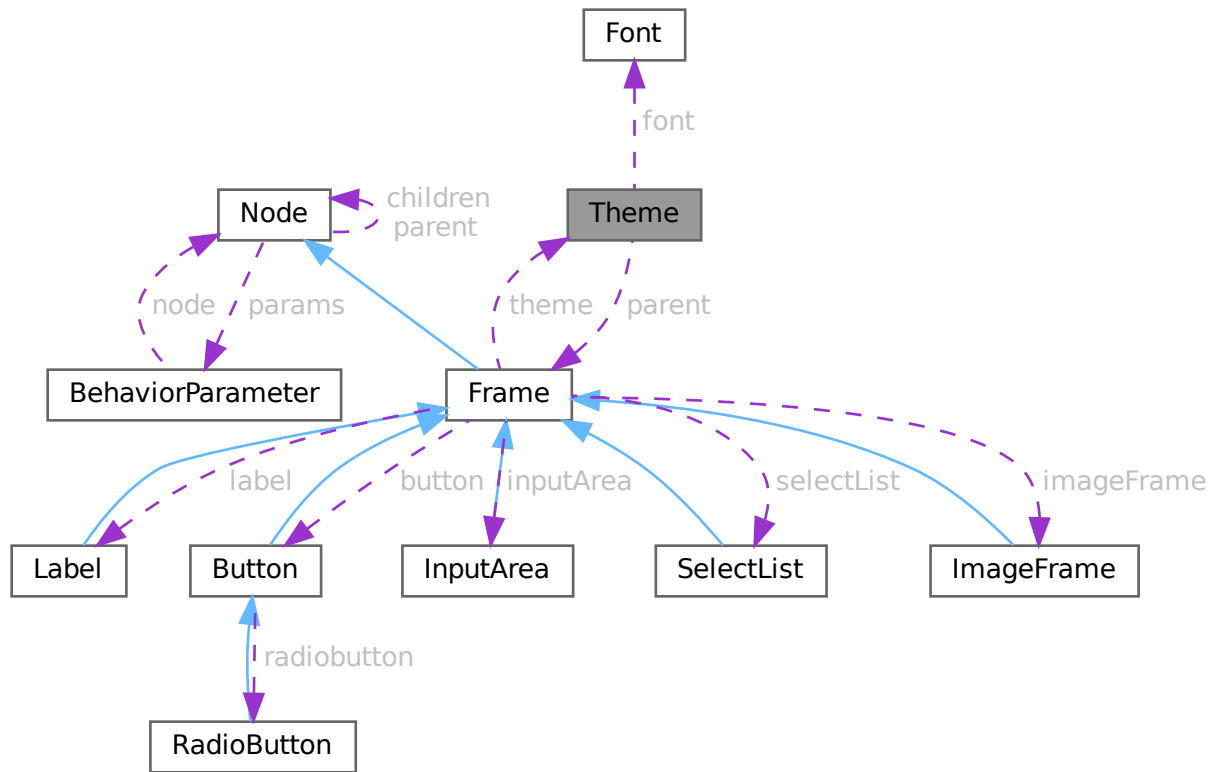 Font
font
Node
children
parent
Theme
node
params
theme
parent
BehaviorParameter
Frame
label
button
inputArea
selectList
imageFrame
Label
Button
InputArea
SelectList
ImageFrame
radiobutton
RadioButton